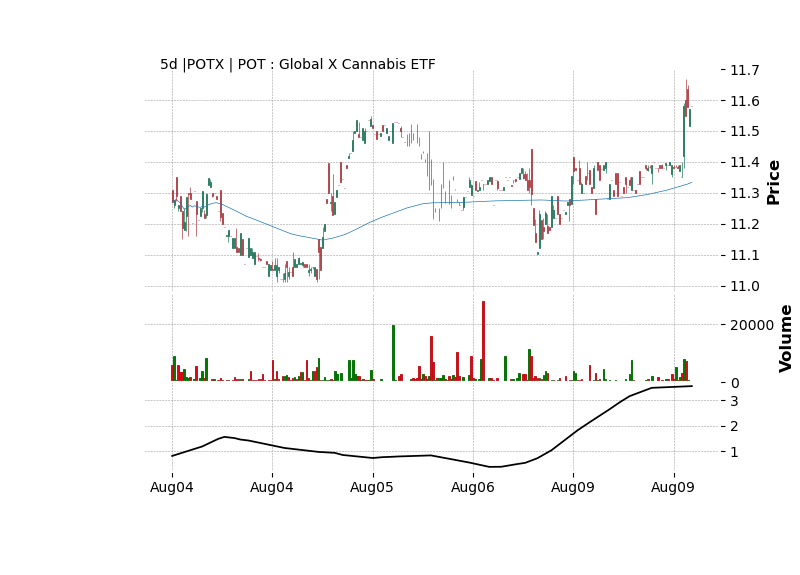 5d |POTX | POT : Global X Cannabis ETF
11.7
11.6
11.5
11.4
11.3
11.2
11.1
11.0
Price
20000
0
Volume
3
2
1
Aug04
Aug04
Aug05
Aug06
Aug09
Aug09